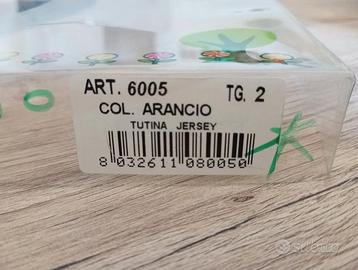 ART. 6005 TG. 2
COL. ARANCIO
TUTINA JERSEY
8 032611 080050